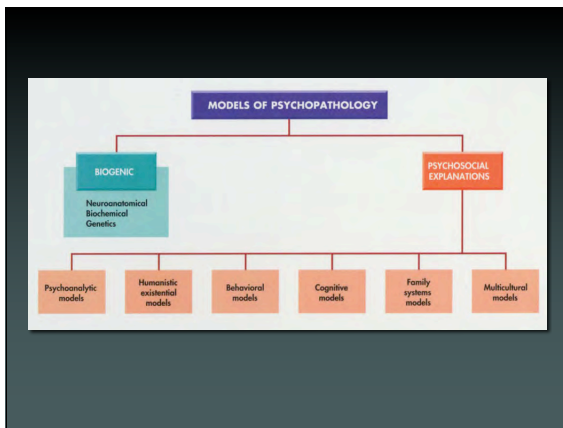 MODELS OF PSYCHOPATHOLOGY
BIOGENIC
Neuroanatomical
Biochemical
Genetics
PSYCHOSOCIAL
EXPLANATIONS
Psychoanalytic
models
Humanistic
existential
models
Behavioral
models
Cognitive
models
Family
systems
models
Multicultural
models